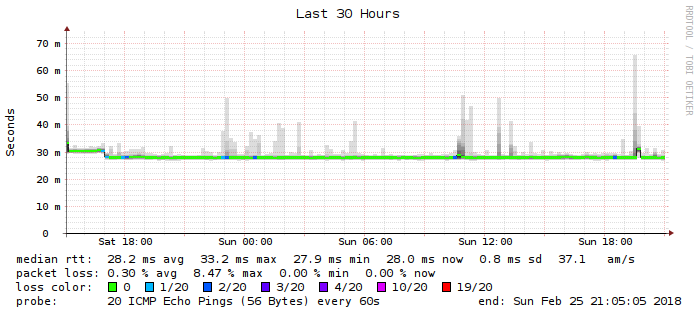 Last 30 Hours
RRDTOOL / TOBI OETIKER
Seconds
70 m
60 m
50 m
40 m
30 m
20 m
10 m
0
Sat 18:00 Sun 00:00 Sun 06:00 Sun 12:00 Sun 18:00
median rtt: 28.2 ms avg 33.2 ms max 27.9 ms min 28.0 ms now 0.8 ms sd 37.1 am/s
packet loss: 0.30 % avg 8.47 % max 0.00 % min 0.00 % now
loss color: 0 1/20 2/20 3/20 4/20 10/20 19/20
probe: 20 ICMP Echo Pings (56 Bytes) every 60s end: Sun Feb 25 21:05:05 2018